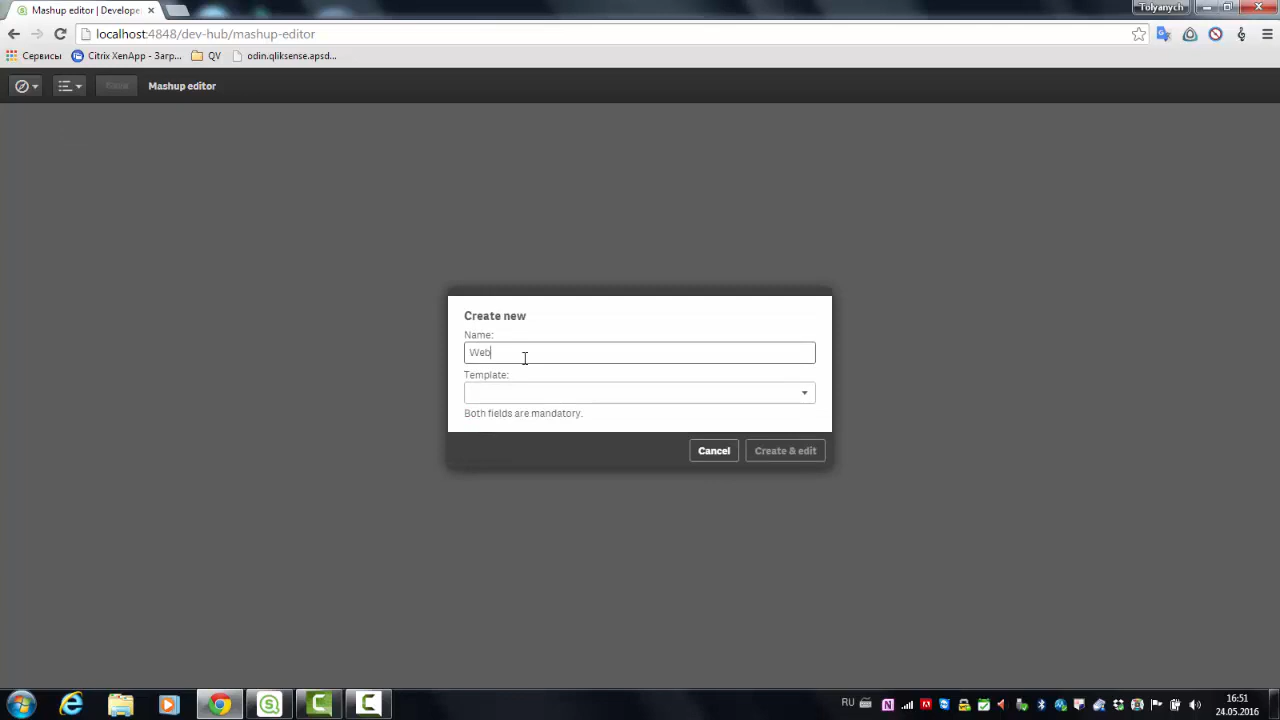 Mashup editor | Develope
Tolyanych
localhost:4848/dev-hub/mashup-editor
Сервисы
Citrix XenApp - Загр...
QV
odin.qliksense.apsd...
Mashup editor
Create new
Name:
Web
Template:
Both fields are mandatory.
Cancel
Create & edit
RU
16:51
24.05.2016